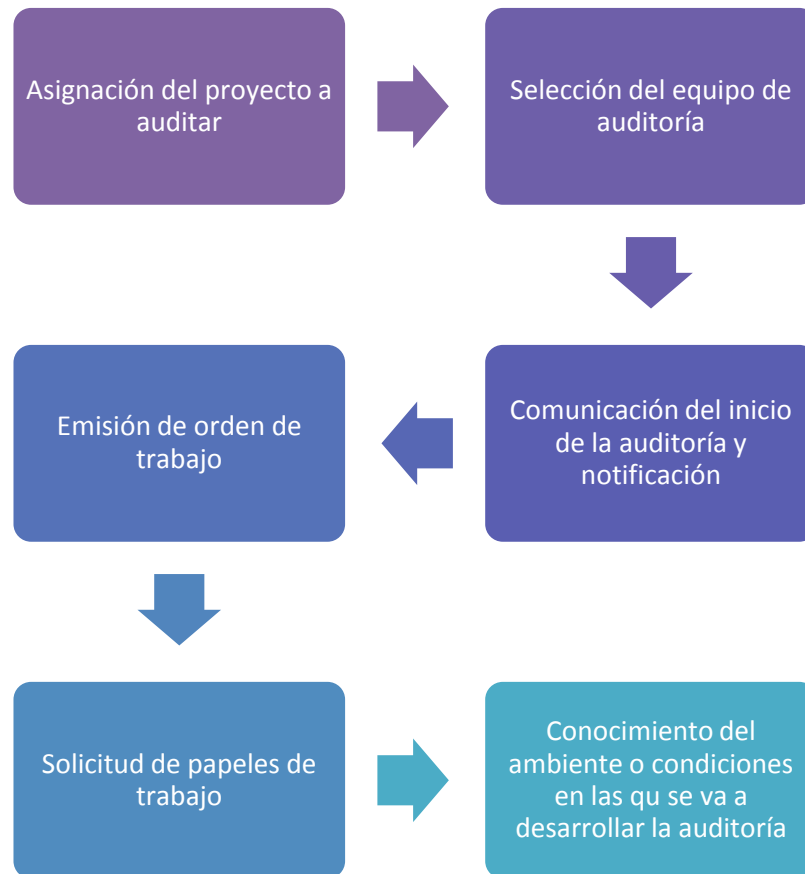 Asignación del proyecto a
auditar
Selección del equipo de
auditoría
Comunicación del inicio
de la auditoría y
notificación
Emisión de orden de
trabajo
Solicitud de papeles de
trabajo
Conocimiento del
ambiente o condiciones
en las qu se va a
desarrollar la auditoría